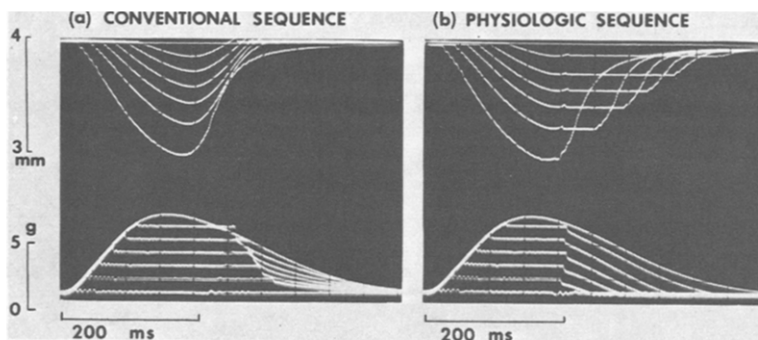 (a) CONVENTIONAL SEQUENCE
(b) PHYSIOLOGIC SEQUENCE
4
3
mm
g
5
0
200 ms
200 ms